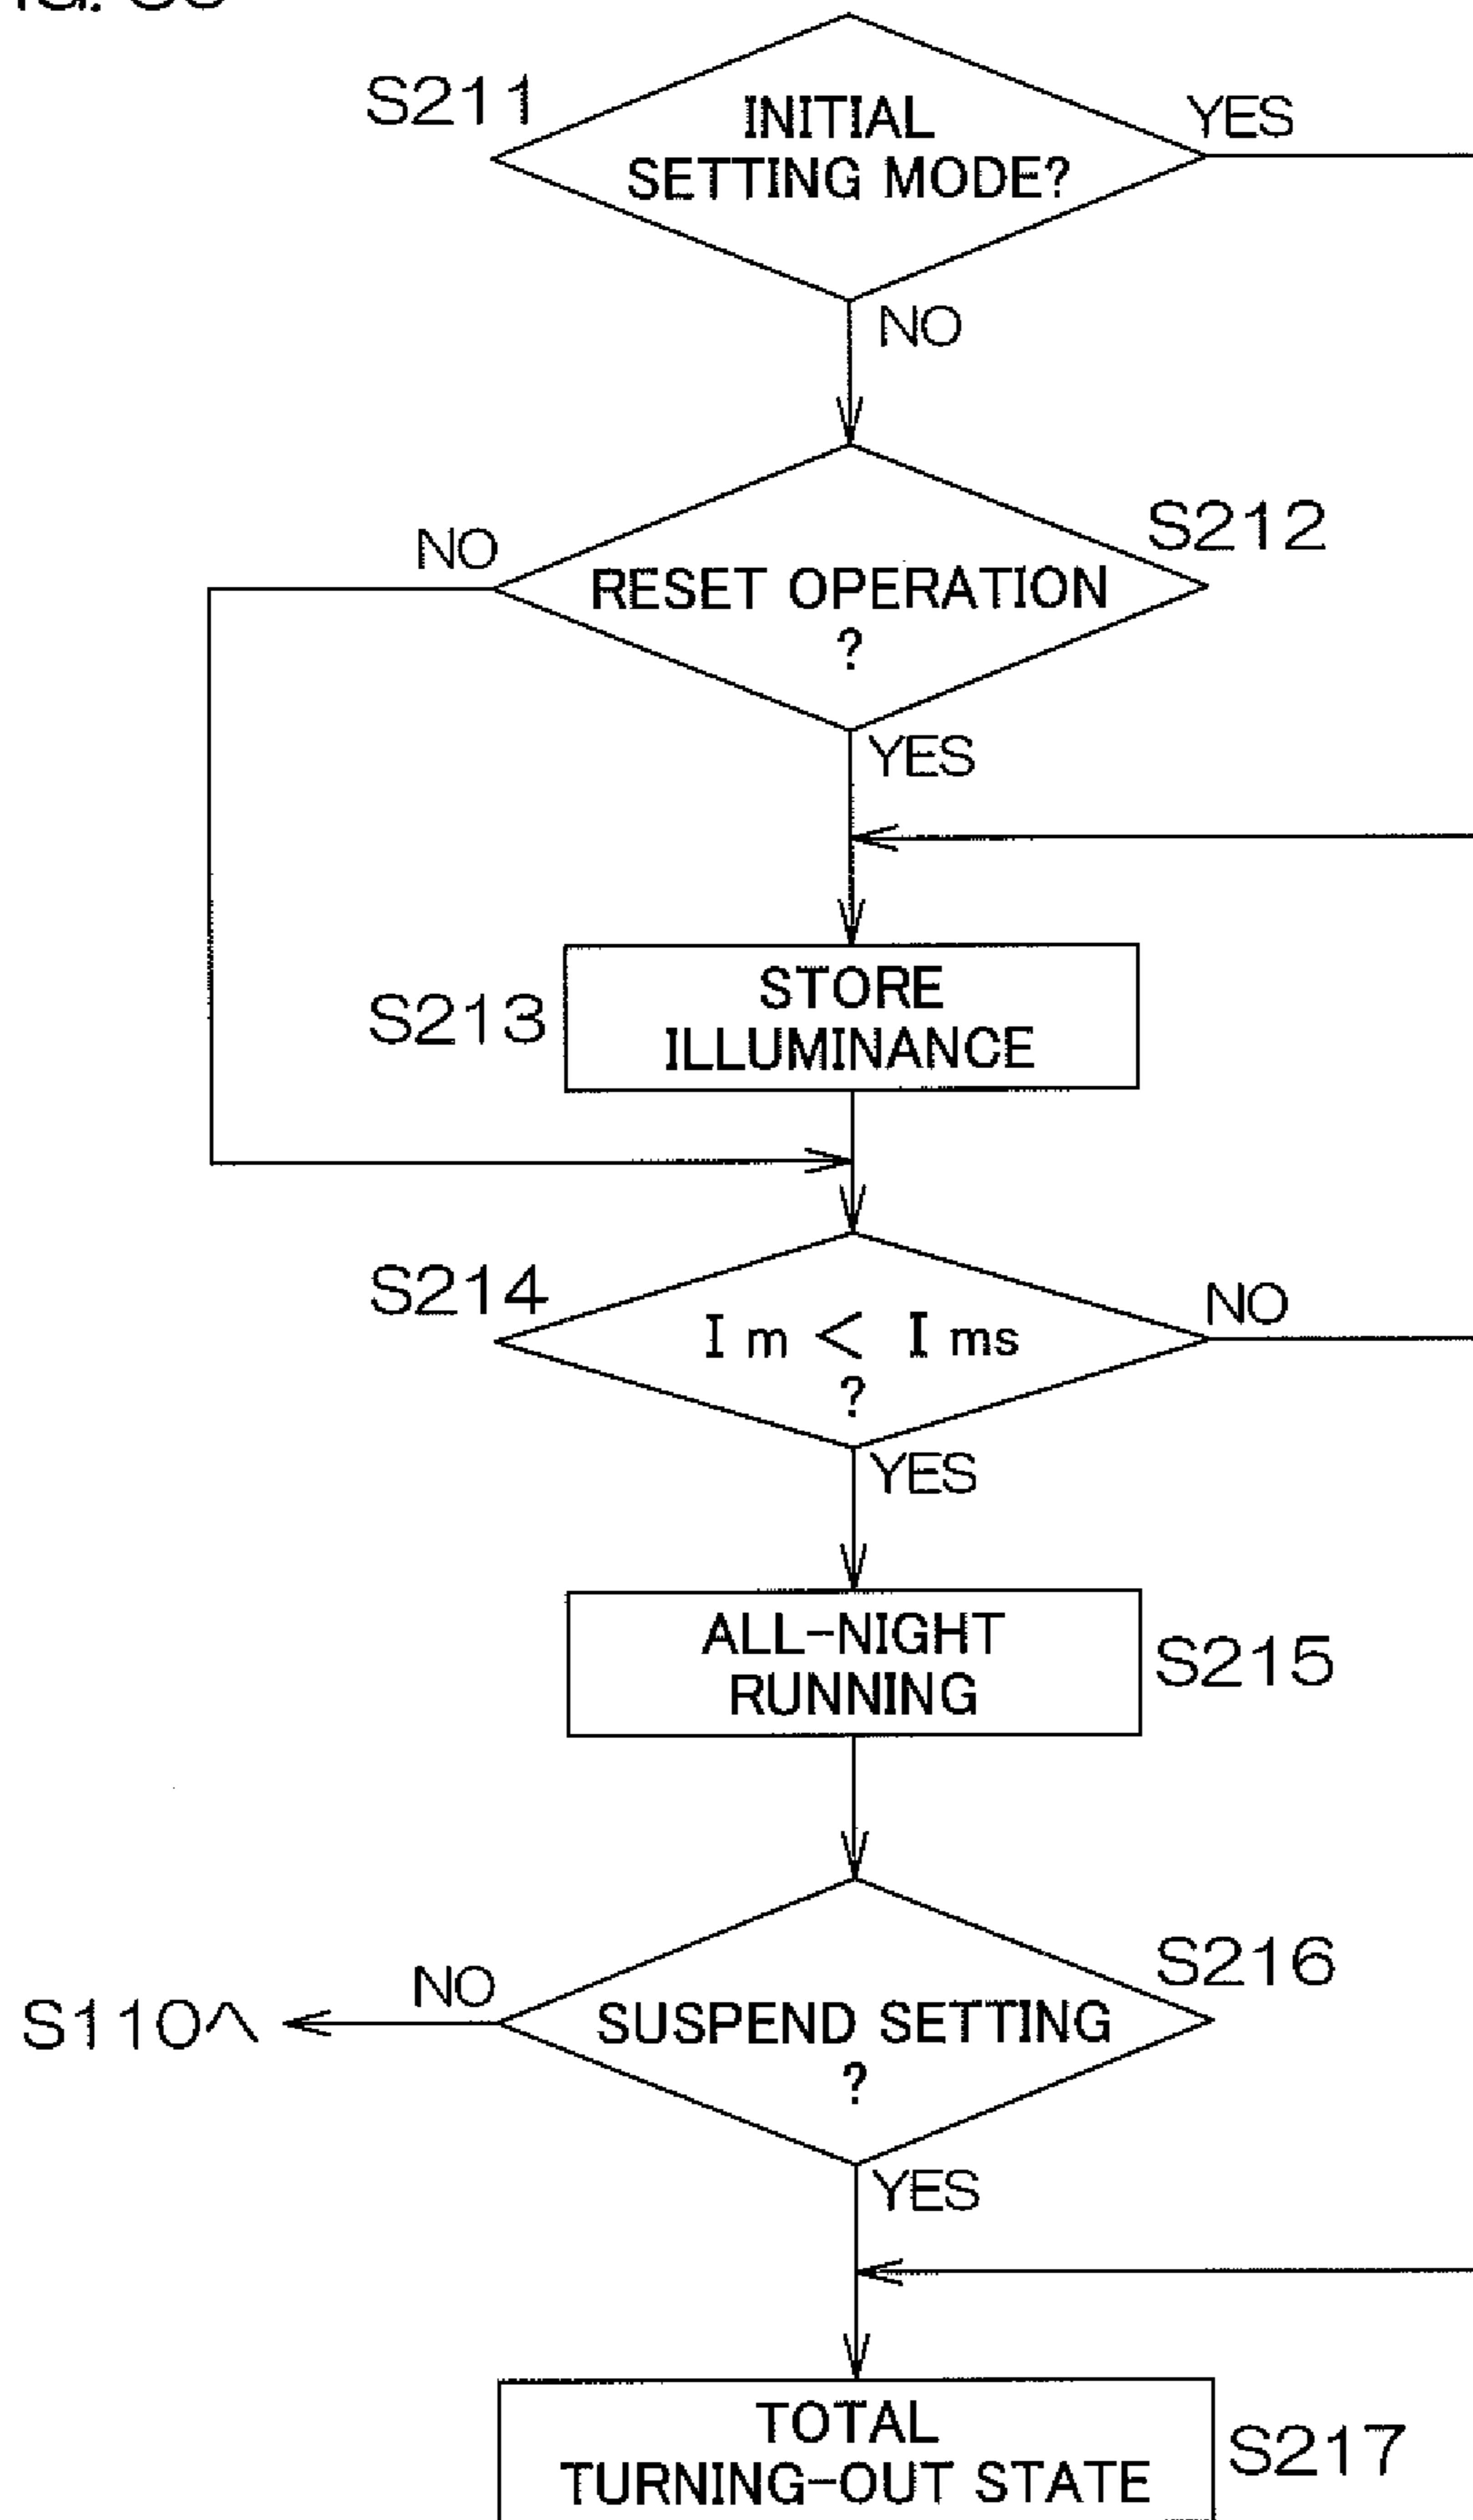 S211
INITIAL
SETTING MODE?
YES
NO
S212
NO
RESET OPERATION
?
YES
S213
STORE
ILLUMINANCE
S214
I m < I ms
?
NO
YES
ALL-NIGHT
RUNNING
S215
S216
NO
S110へ
SUSPEND SETTING
?
YES
TOTAL
TURNING-OUT STATE
S217